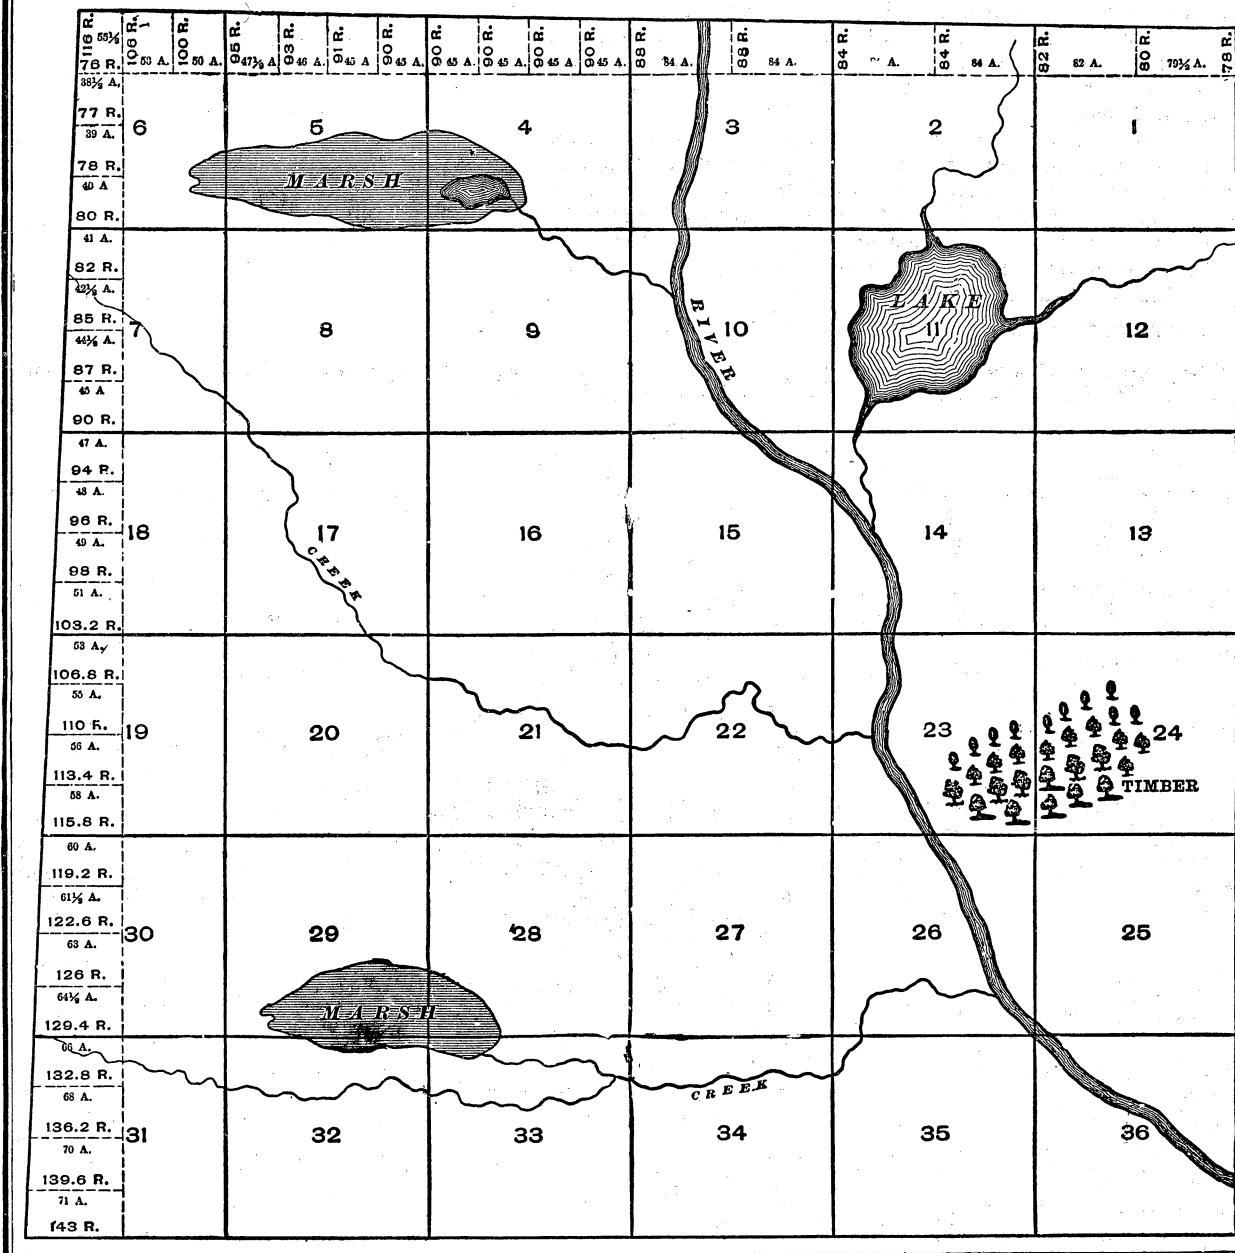 116 R. 55½ 106 R. 1 100 R. 95 R. 93 R. 91 R. 90 R. 90 R. 90 R. 90 R. 90 R. 88 R. 88 R. 84 R. 84 R. 82 R. 80 R. 78 R.
76 R. 53 A. 50 A. 47½ A 46 A. 45 A 45 A. 45 A. 45 A. 45 A 45 A. 84 A. 84 A. 84 A. 82 A. 79½ A.
38½ A.
77 R.
6 5 4 3 2 1
39 A.
78 R.
MARSH
40 A
80 R.
41 A.
82 R.
42½ A.
LAKE
RIVER
85 R.
7 8 9 10 11 12
44½ A.
87 R.
45 A
90 R.
47 A.
94 R.
48 A.
96 R.
18 17 16 15 14 13
49 A.
CREEK
98 R.
51 A.
103.2 R.
53 A.
106.8 R.
55 A.
110 R.
19 20 21 22 23 24
56 A.
113.4 R.
TIMBER
58 A.
115.8 R.
60 A.
119.2 R.
61½ A.
122.6 R.
30 29 28 27 26 25
63 A.
126 R.
64½ A.
MARSH
129.4 R.
66 A.
132.8 R.
CREEK
68 A.
136.2 R.
31 32 33 34 35 36
70 A.
139.6 R.
71 A.
143 R.